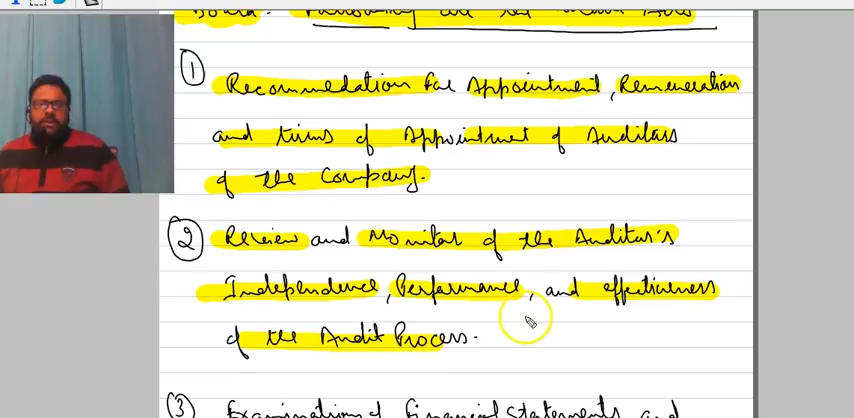 ① Recommedation for Appointment, Remuneration
and terms of Appointment of Auditors
of the Company.
② Review and Monitor of the Auditor's
Independence, Performance, and effectiveness
of the Audit Process.
③ Examination of Financial Statements and